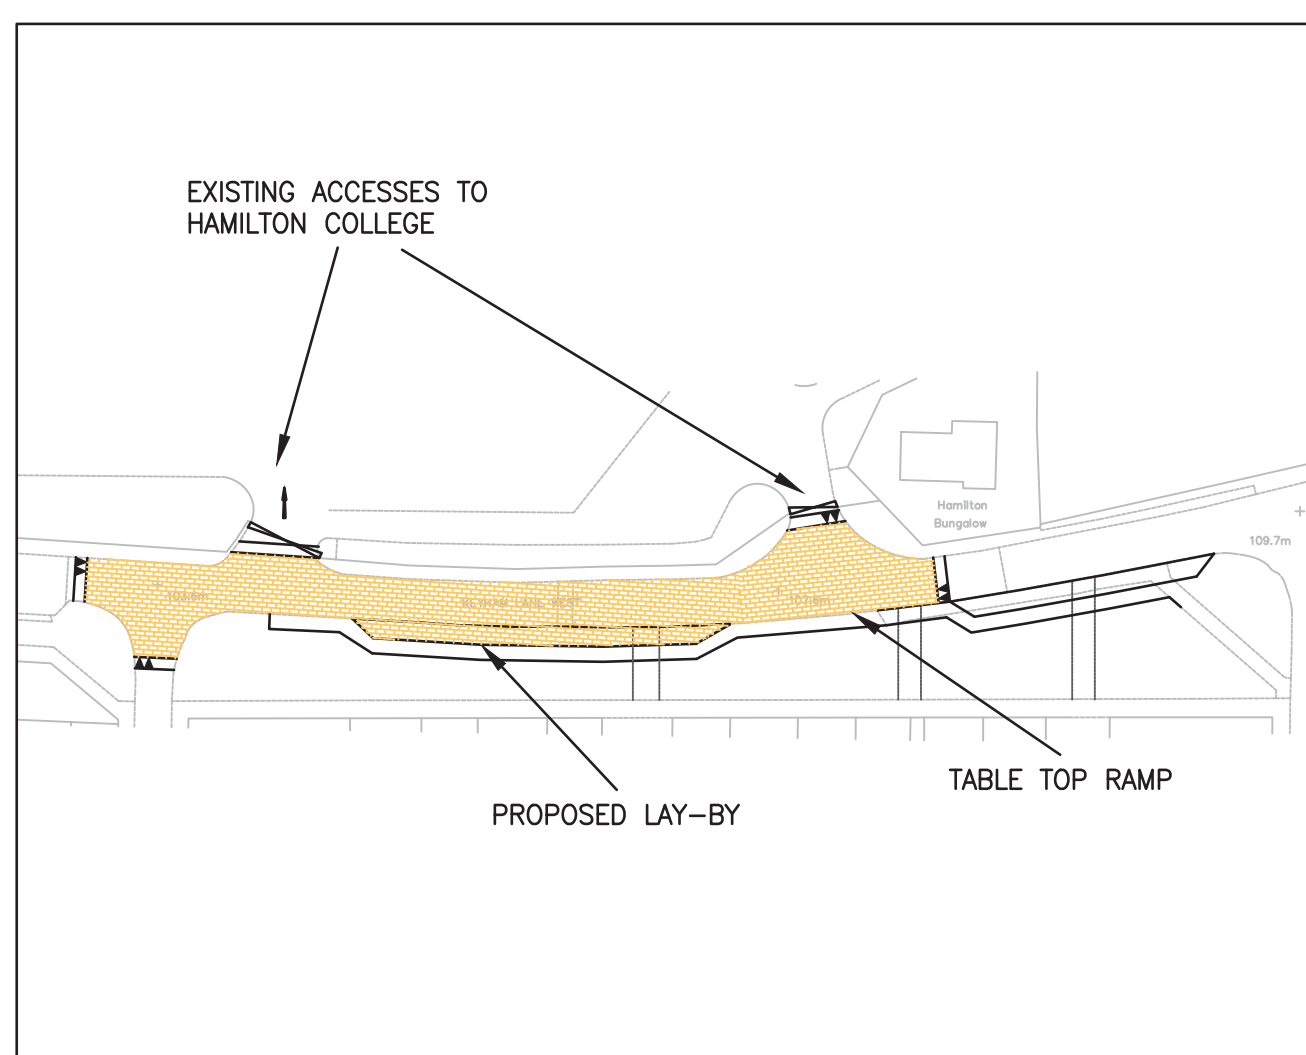 EXISTING ACCESSES TO
HAMILTON COLLEGE
Hamilton
Bungalow
109.7m
TABLE TOP RAMP
PROPOSED LAY-BY